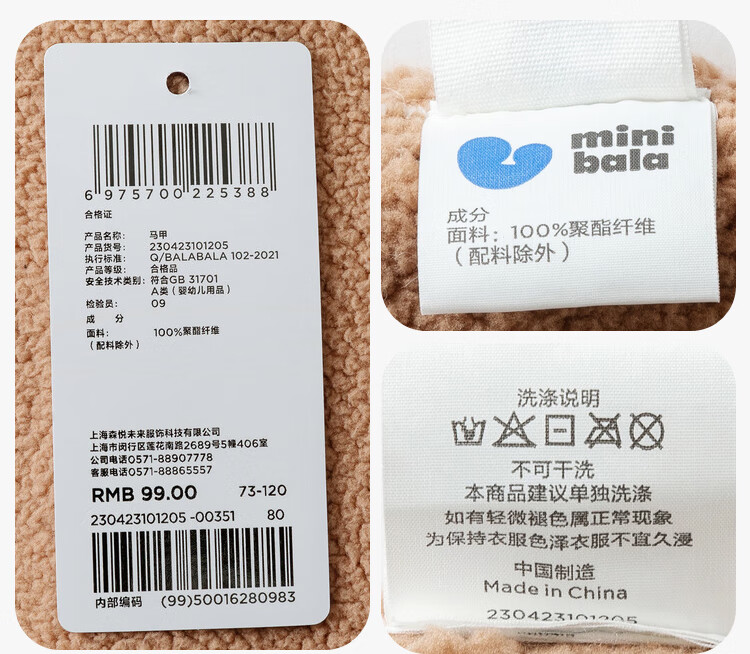 6 975700 225388
合格证
产品名称: 马甲
产品货号: 230423101205
执行标准: Q/BALABALA 102-2021
产品等级: 合格品
安全技术类别: 符合GB 31701
A类（婴幼儿用品）
检验员: 09
成 分
面料: 100%聚酯纤维
（配料除外）
上海森悦未来服饰科技有限公司
上海市闵行区莲花南路2689号5幢406室
公司电话0571-88907778
客服电话0571-88865557
RMB 99.00 73-120
230423101205 -00351 80
内部编码 (99)50016280983
mini
bala
成分
面料: 100%聚酯纤维
（配料除外）
洗涤说明
不可干洗
本商品建议单独洗涤
如有轻微褪色属正常现象
为保持衣服色泽衣服不宜久浸
中国制造
Made in China
230423101205